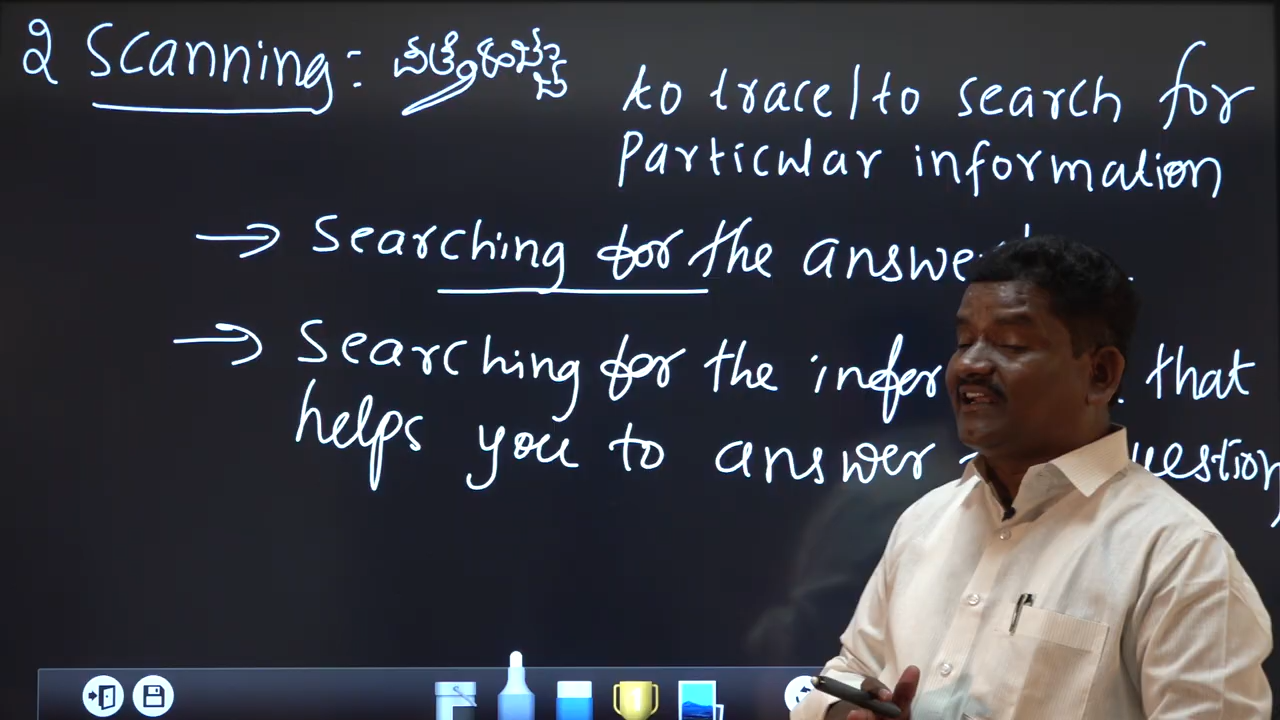 2 Scanning:
to trace/to search for
Particular information
→ Searching for the answe
→ Searching for the infor that
helps you to answer uestion